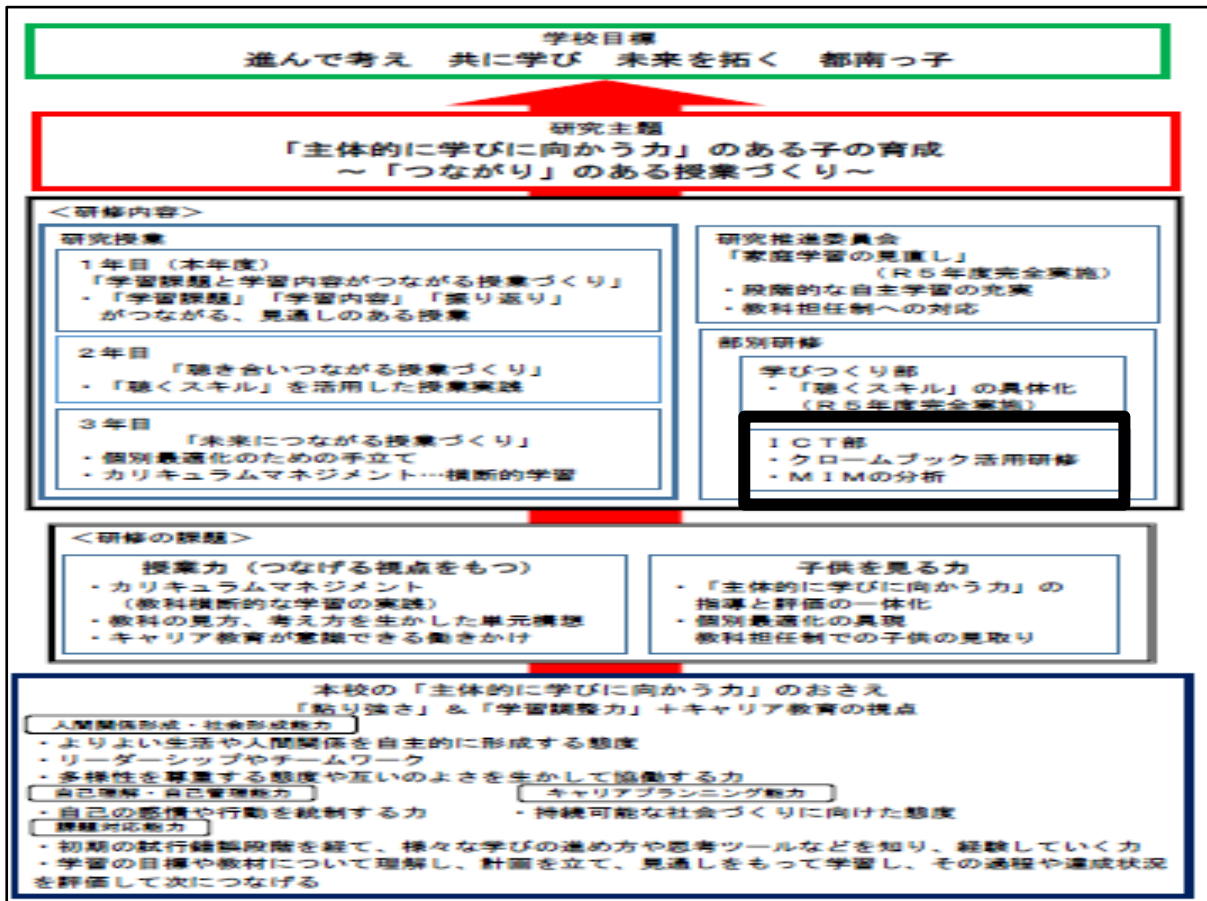 学校目標
進んで考え　共に学び　未来を拓く　都南っ子
研究主題
「主体的に学びに向かう力」のある子の育成
～「つながり」のある授業づくり～
＜研修内容＞
研究授業
１年目（本年度）
「学習課題と学習内容がつながる授業づくり」
・「学習課題」「学習内容」「振り返り」
がつながる、見通しのある授業
２年目
「聴き合いつながる授業づくり」
・「聴くスキル」を活用した授業実践
３年目
「未来につながる授業づくり」
・個別最適化のための手立て
・カリキュラムマネジメント…横断的学習
研究推進委員会
「家庭学習の見直し」
（Ｒ５年度完全実施）
・段階的な自主学習の充実
・教科担任制への対応
部別研修
学びつくり部
・「聴くスキル」の具体化
（Ｒ５年度完全実施）
ＩＣＴ部
・クロームブック活用研修
・ＭＩＭの分析
＜研修の課題＞
授業力（つなげる視点をもつ）
・カリキュラムマネジメント
（教科横断的な学習の実践）
・教科の見方、考え方を生かした単元構想
・キャリア教育が意識できる働きかけ
子供を見る力
・「主体的に学びに向かう力」の
指導と評価の一体化
・個別最適化の具現
教科担任制での子供の見取り
本校の「主体的に学びに向かう力」のおさえ
「粘り強さ」＆「学習調整力」＋キャリア教育の視点
人間関係形成・社会形成能力
・よりよい生活や人間関係を自主的に形成する態度
・リーダーシップやチームワーク
・多様性を尊重する態度や互いのよさを生かして協働する力
自己理解・自己管理能力
・自己の感情や行動を統制する力
キャリアプランニング能力
・持続可能な社会づくりに向けた態度
課題対応能力
・初期の試行錯誤段階を経て、様々な学びの進め方や思考ツールなどを知り、経験していく力
・学習の目標や教材について理解し、計画を立て、見通しをもって学習し、その過程や達成状況
を評価して次につなげる